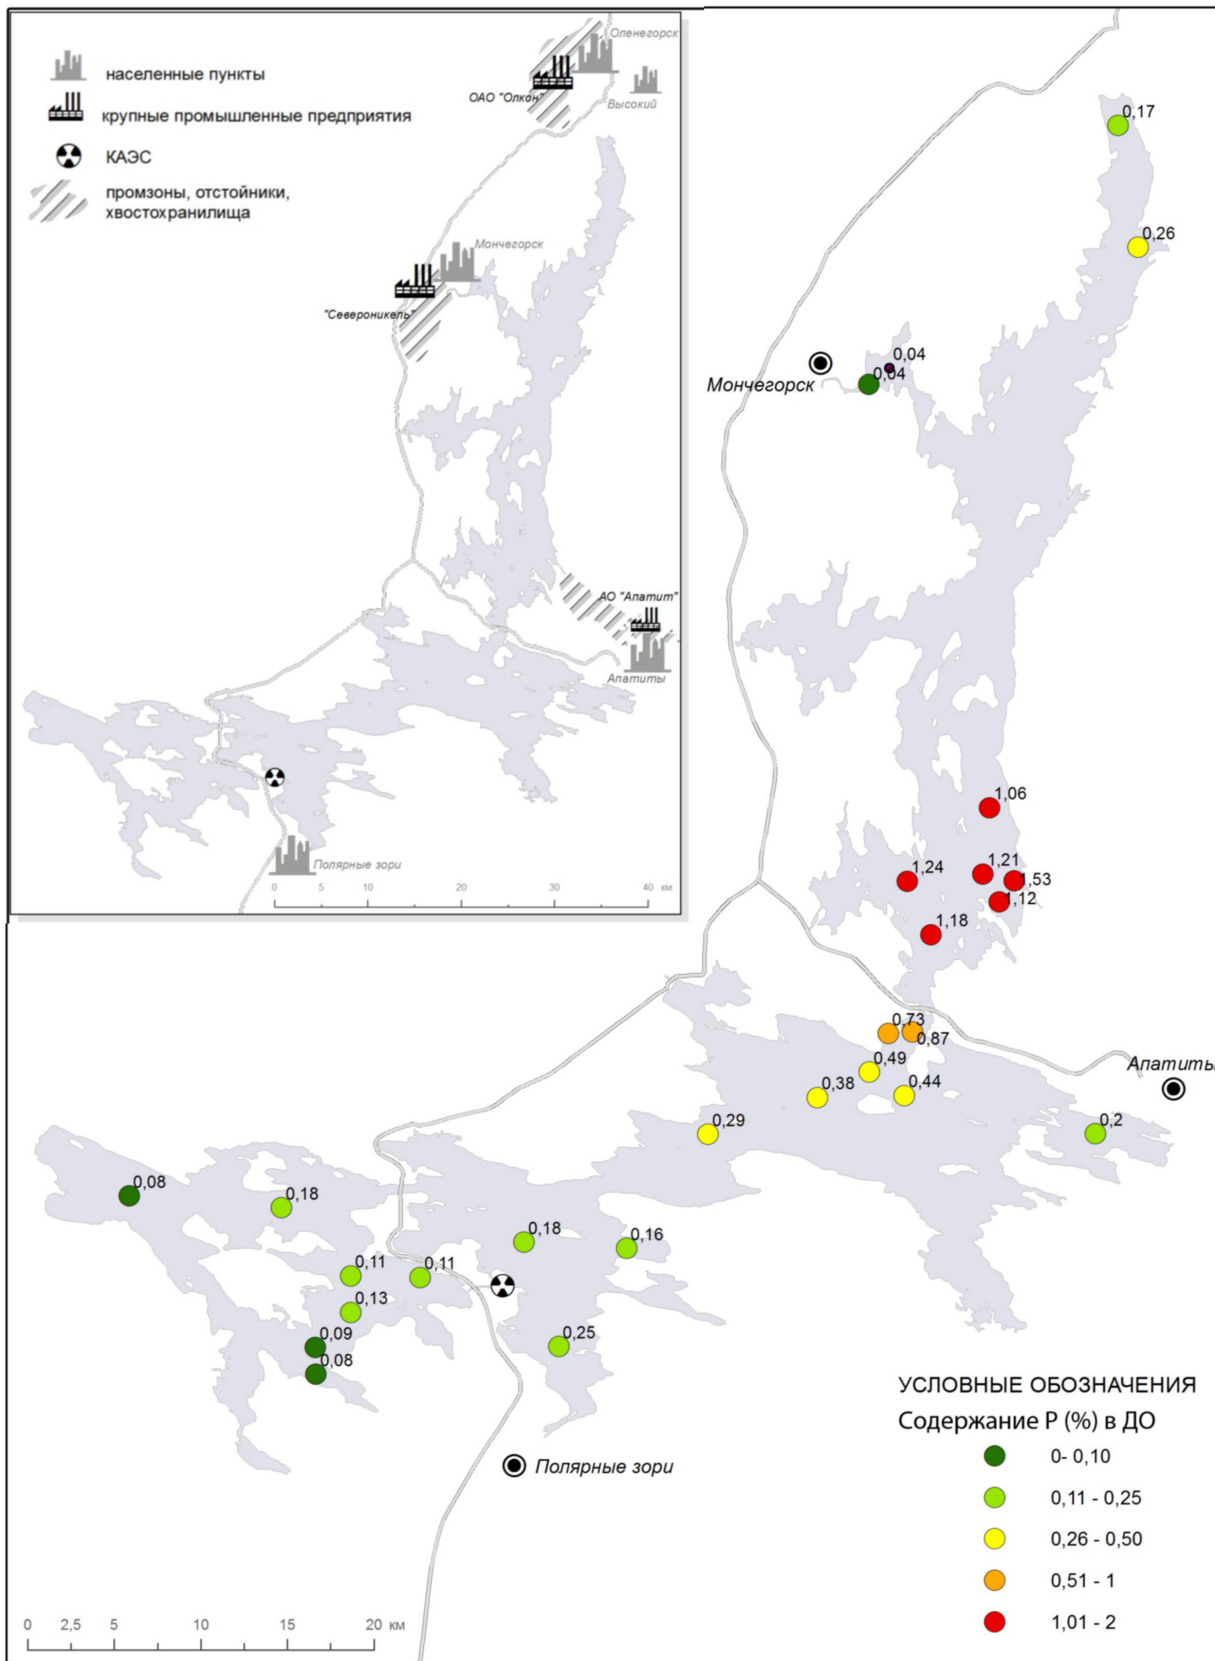 населенные пункты
крупные промышленные предприятия
КАЭС
промзоны, отстойники,
хвостохранилища
Оленегорск
ОАО "Олкон"
Высокий
Мончегорск
"Североникель"
АО "Апатит"
Апатиты
Полярные зори
0 5 10 20 30 40 км
0,17
0,26
0,04
0,04
Мончегорск
1,06
1,21
1,24
1,53
1,12
1,18
0,73
0,87
0,49
0,44
0,38
Апатиты
0,29
0,2
0,08
0,18
0,18
0,16
0,11
0,11
0,13
0,09
0,25
0,08
Полярные зори
УСЛОВНЫЕ ОБОЗНАЧЕНИЯ
Содержание P (%) в ДО
0- 0,10
0,11 - 0,25
0,26 - 0,50
0,51 - 1
1,01 - 2
0 2,5 5 10 15 20 км